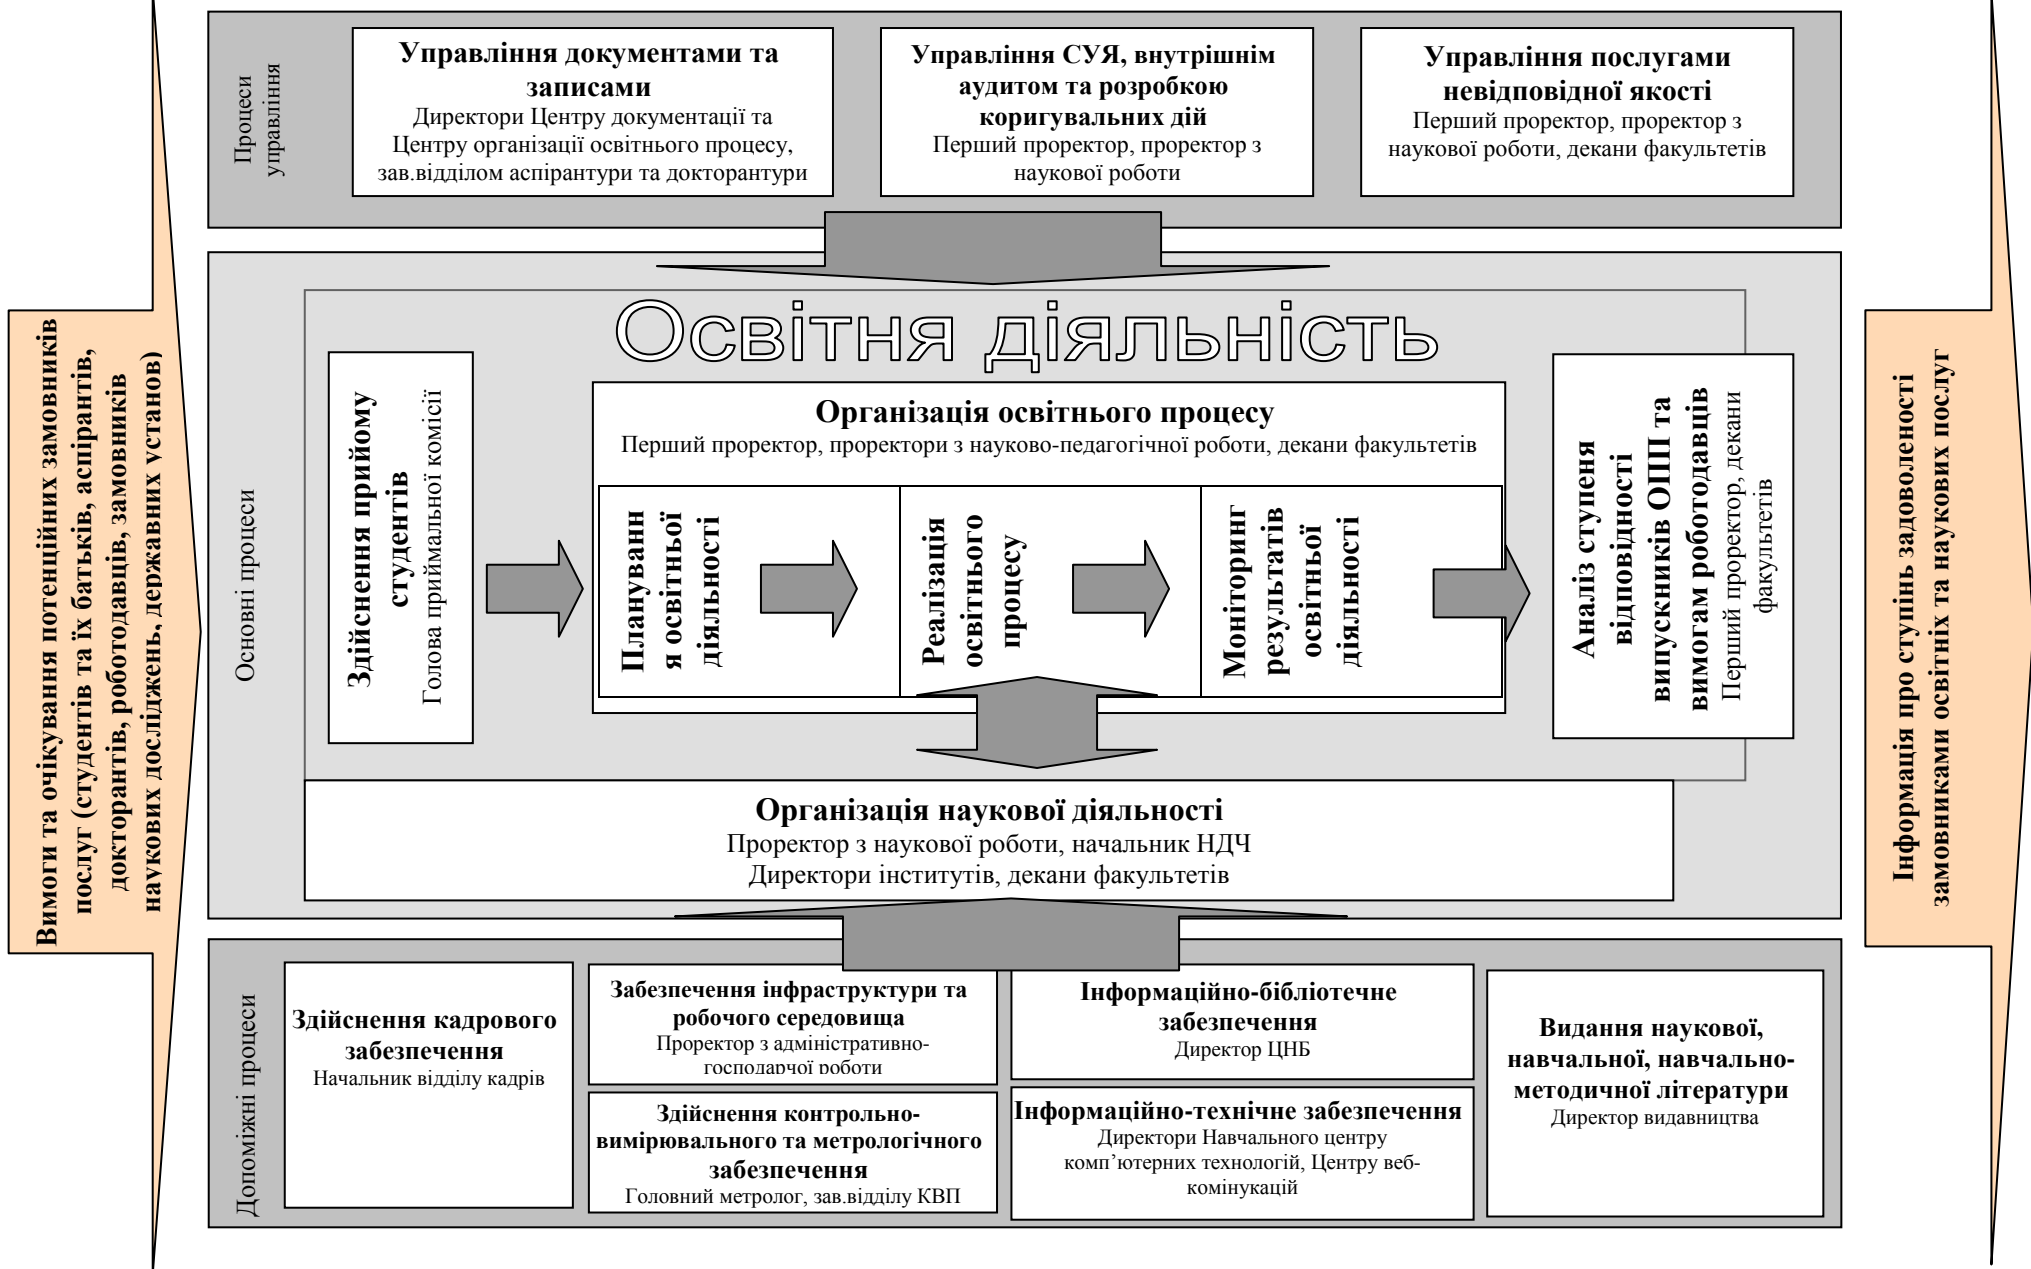 Вимоги та очікування потенційних замовників
послуг (студентів та їх батьків, аспірантів,
докторантів, роботодавців, замовників
наукових досліджень, державних установ)
Процеси
управління
Управління документами та
записами
Директори Центру документації та
Центру організації освітнього процесу,
зав.відділом аспірантури та докторантури
Управління СУЯ, внутрішнім
аудитом та розробкою
коригувальних дій
Перший проректор, проректор з
наукової роботи
Управління послугами
невідповідної якості
Перший проректор, проректор з
наукової роботи, декани факультетів
Основні процеси
Освітня діяльність
Здійснення прийому
студентів
Голова приймальної комісії
Організація освітнього процесу
Перший проректор, проректори з науково-педагогічної роботи, декани факультетів
Плануванн
я освітньої
діяльності
Реалізація
освітнього
процесу
Моніторинг
результатів
освітньої
діяльності
Аналіз ступеня
відповідності
випускників ОПП та
вимогам роботодавців
Перший проректор, декани
факультетів
Організація наукової діяльності
Проректор з наукової роботи, начальник НДЧ
Директори інститутів, декани факультетів
Допоміжні процеси
Здійснення кадрового
забезпечення
Начальник відділу кадрів
Забезпечення інфраструктури та
робочого середовища
Проректор з адміністративно-
господарчої роботи
Здійснення контрольно-
вимірювального та метрологічного
забезпечення
Головний метролог, зав.відділу КВП
Інформаційно-бібліотечне
забезпечення
Директор ЦНБ
Інформаційно-технічне забезпечення
Директори Навчального центру
комп’ютерних технологій, Центру веб-
комінукацій
Видання наукової,
навчальної, навчально-
методичної літератури
Директор видавництва
Інформація про ступінь задоволеності
замовниками освітніх та наукових послуг